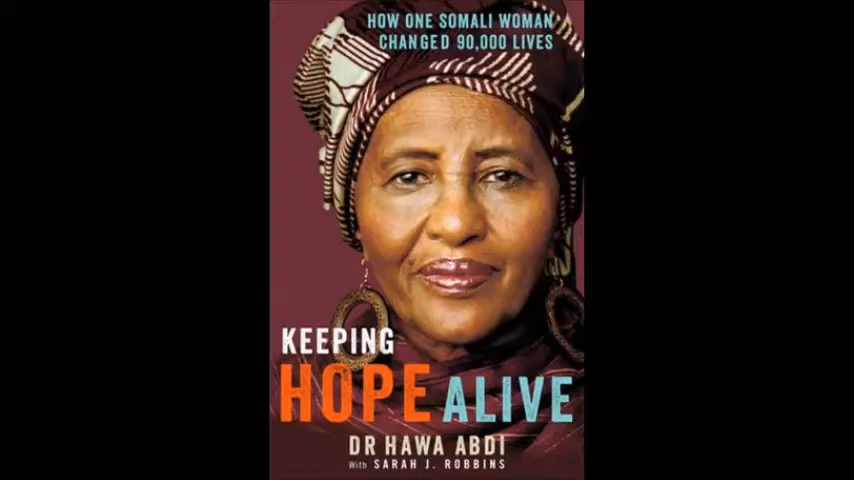 HOW ONE SOMALI WOMAN
CHANGED 90,000 LIVES
KEEPING
HOPE ALIVE
DR HAWA ABDI
With SARAH J. ROBBINS